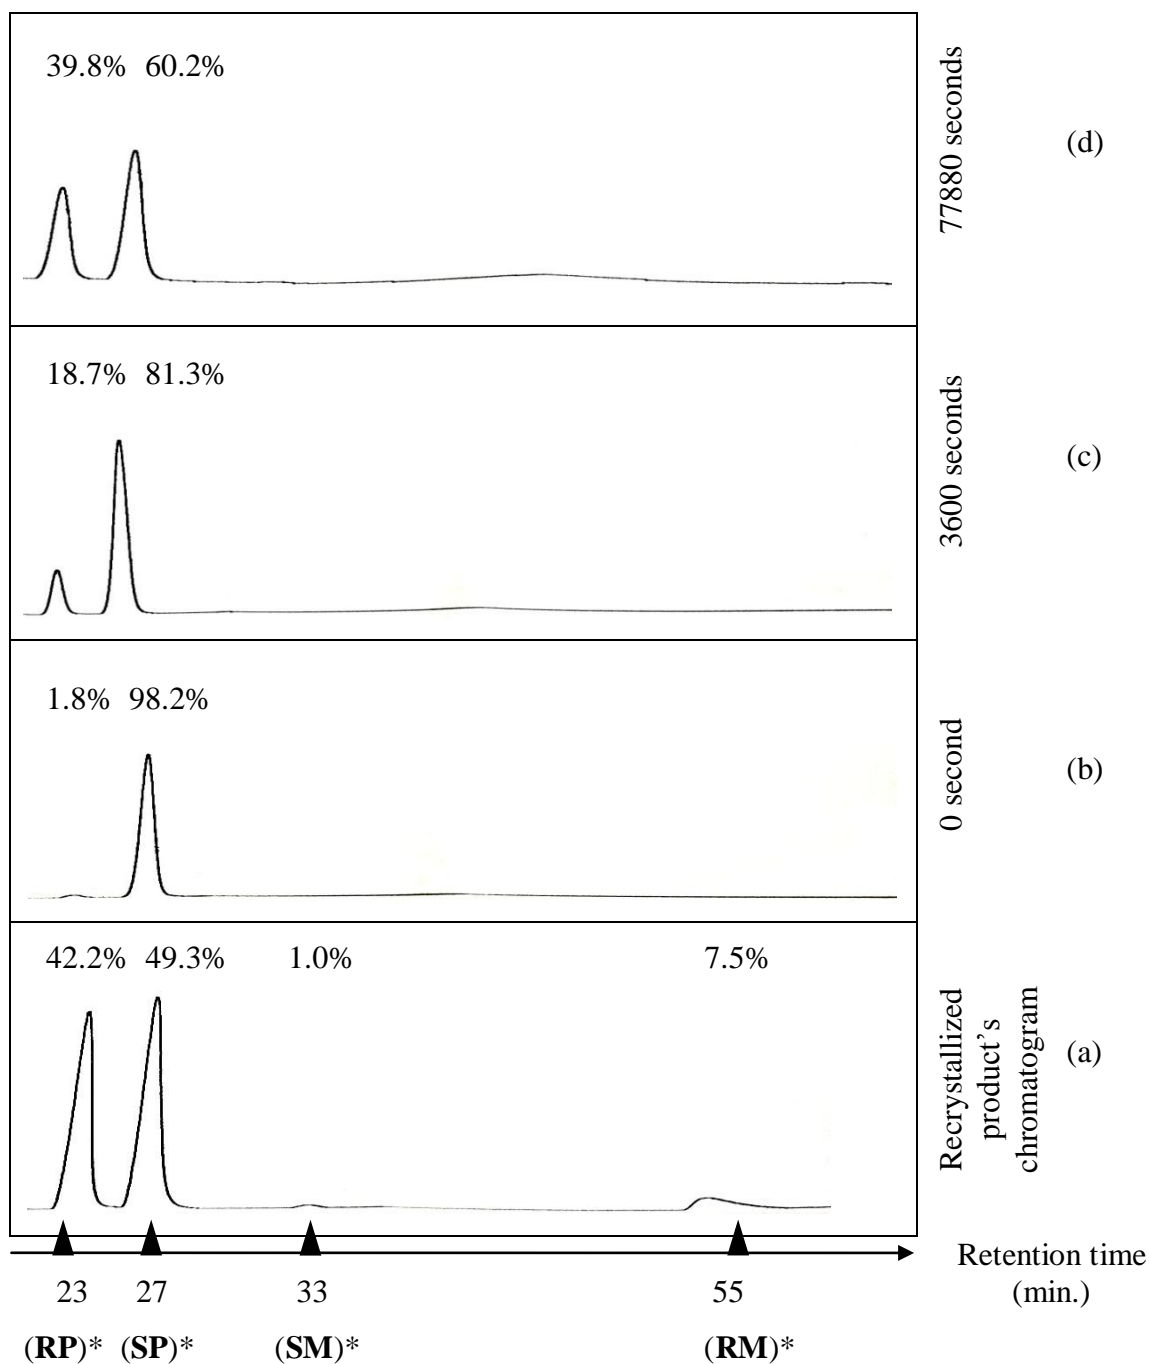 39.8% 60.2%
77880 seconds
(d)
18.7% 81.3%
3600 seconds
(c)
1.8% 98.2%
0 second
(b)
42.2% 49.3% 1.0% 7.5%
Recrystallized
product’s
chromatogram
(a)
Retention time
(min.)
23 27 33 55
(RP)* (SP)* (SM)* (RM)*